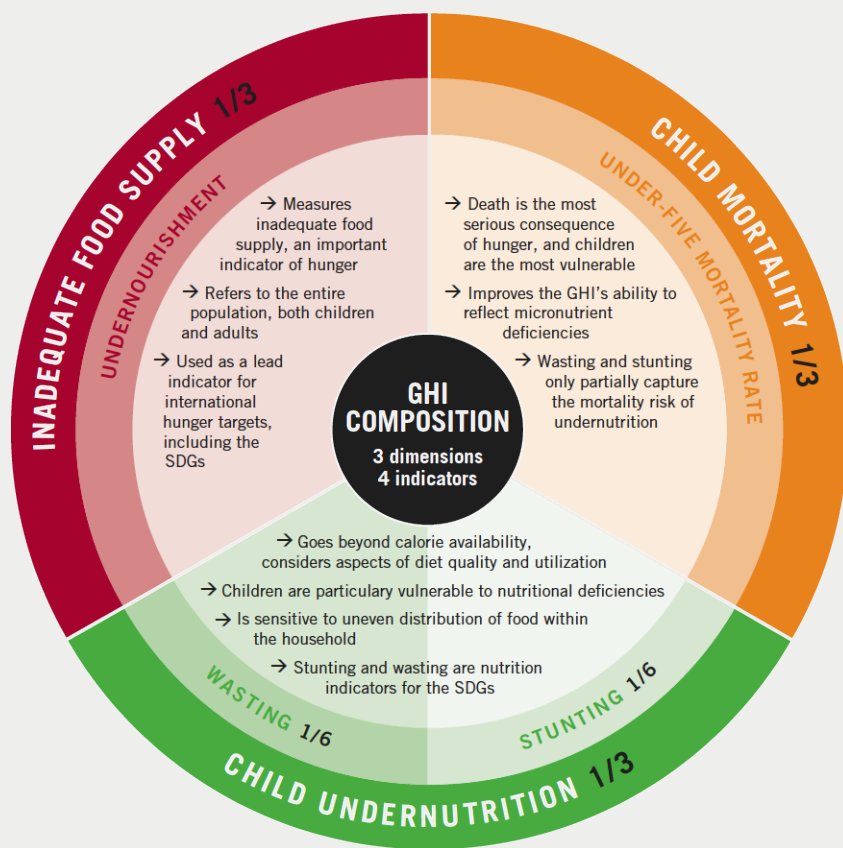 INADEQUATE FOOD SUPPLY 1/3
UNDERNOURISHMENT
→ Measures
inadequate food
supply, an important
indicator of hunger
→ Refers to the entire
population, both children
and adults
→ Used as a lead
indicator for
international
hunger targets,
including the
SDGs
CHILD MORTALITY 1/3
UNDER-FIVE MORTALITY RATE
→ Death is the most
serious consequence
of hunger, and children
are the most vulnerable
→ Improves the GHI’s ability to
reflect micronutrient
deficiencies
→ Wasting and stunting
only partially capture
the mortality risk of
undernutrition
GHI
COMPOSITION
3 dimensions
4 indicators
→ Goes beyond calorie availability,
considers aspects of diet quality and utilization
→ Children are particulary vulnerable to nutritional deficiencies
→ Is sensitive to uneven distribution of food within
the household
→ Stunting and wasting are nutrition
indicators for the SDGs
WASTING 1/6
STUNTING 1/6
CHILD UNDERNUTRITION 1/3